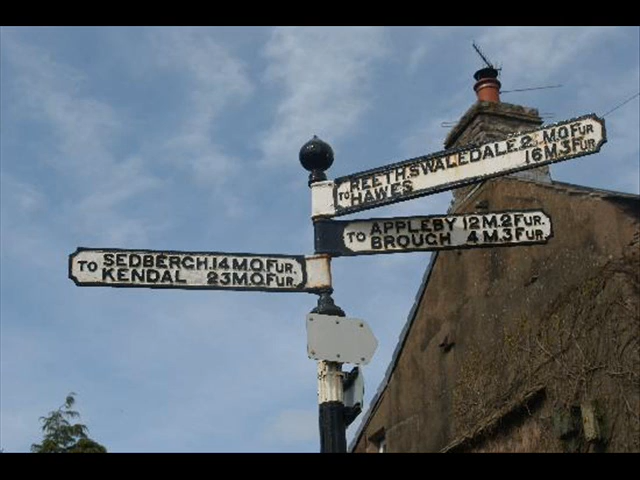 TO REETH. SWALEDALE. 2 M. 0. FUR
HAWES 16 M. 3 FUR
TO APPLEBY 12 M. 2 FUR.
BROUGH 4 M. 3 FUR.
TO SEDBERGH. 14 M. 0. FUR.
KENDAL 23 M. 0. FUR.